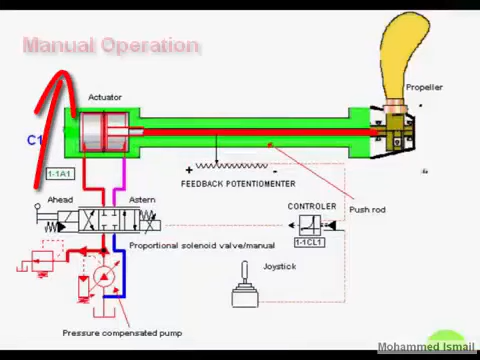 Manual Operation
Actuator
Propeller
C1
1-1A1
+
-
FEEDBACK POTENTIOMENTER
Ahead
Astern
CONTROLER
Push rod
1-1CL1
Proportional solenoid valve/manual
Joystick
Pressure compensated pump
Mohammed Ismail